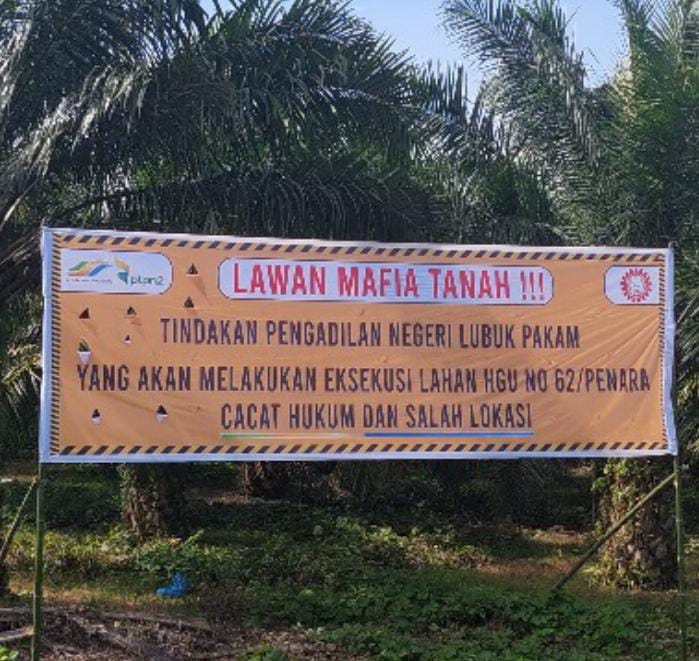 ptpn2
LAWAN MAFIA TANAH !!!
TINDAKAN PENGADILAN NEGERI LUBUK PAKAM
YANG AKAN MELAKUKAN EKSEKUSI LAHAN HGU NO 62/PENARA
CACAT HUKUM DAN SALAH LOKASI